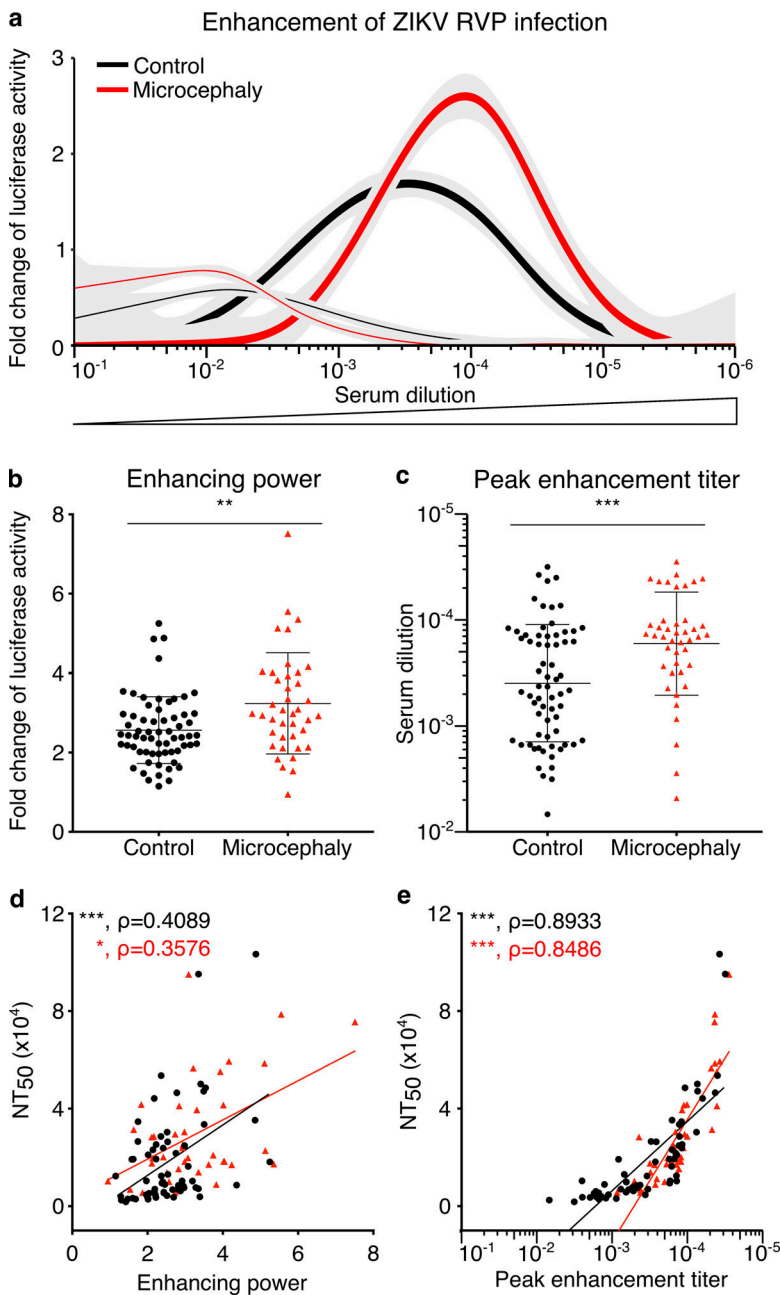 a Enhancement of ZIKV RVP infection
Fold change of luciferase activity
3
2
1
0
Control
Microcephaly
10-1 10-2 10-3 10-4 10-5 10-6
Serum dilution
b Enhancing power
**
Fold change of luciferase activity
8
6
4
2
0
Control Microcephaly
c Peak enhancement titer
***
Serum dilution
10-5
10-4
10-3
10-2
Control Microcephaly
d
***, ρ=0.4089
*, ρ=0.3576
NT50 (x10⁴)
12
8
4
0
0 2 4 6 8
Enhancing power
e
***, ρ=0.8933
***, ρ=0.8486
NT50 (x10⁴)
12
8
4
0
10-1 10-2 10-3 10-4 10-5
Peak enhancement titer